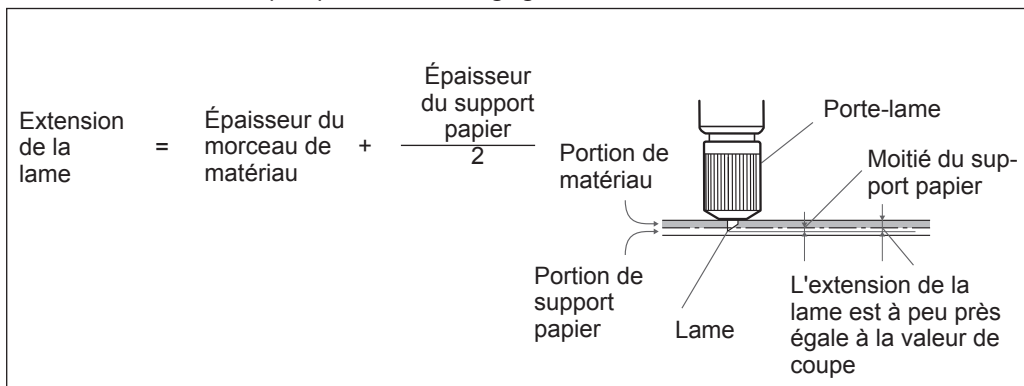 Extension
de la
lame
=
Épaisseur du
morceau de
matériau
+
Épaisseur
du support
papier
2
Portion de
matériau
Portion de
support
papier
Lame
Porte-lame
Moitié du sup-
port papier
L'extension de la
lame est à peu près
égale à la valeur de
coupe